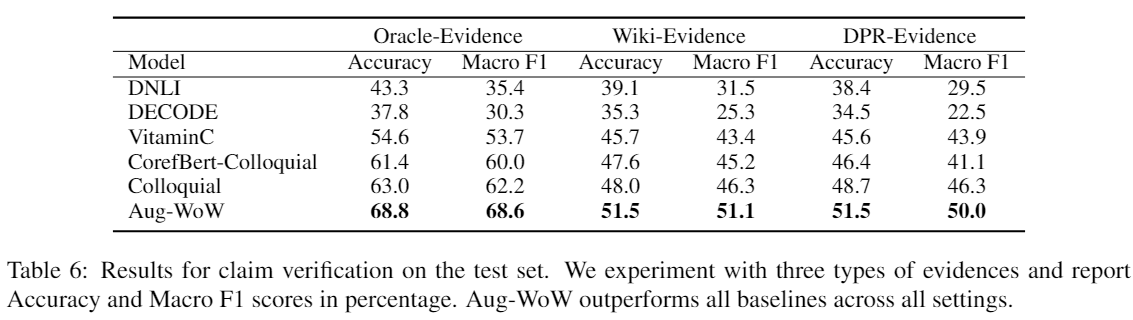 Oracle-Evidence Wiki-Evidence DPR-Evidence
Model Accuracy Macro F1 Accuracy Macro F1 Accuracy Macro F1
DNLI 43.3 35.4 39.1 31.5 38.4 29.5
DECODE 37.8 30.3 35.3 25.3 34.5 22.5
VitaminC 54.6 53.7 45.7 43.4 45.6 43.9
CorefBert-Colloquial 61.4 60.0 47.6 45.2 46.4 41.1
Colloquial 63.0 62.2 48.0 46.3 48.7 46.3
Aug-WoW 68.8 68.6 51.5 51.1 51.5 50.0
Table 6: Results for claim verification on the test set. We experiment with three types of evidences and report
Accuracy and Macro F1 scores in percentage. Aug-WoW outperforms all baselines across all settings.